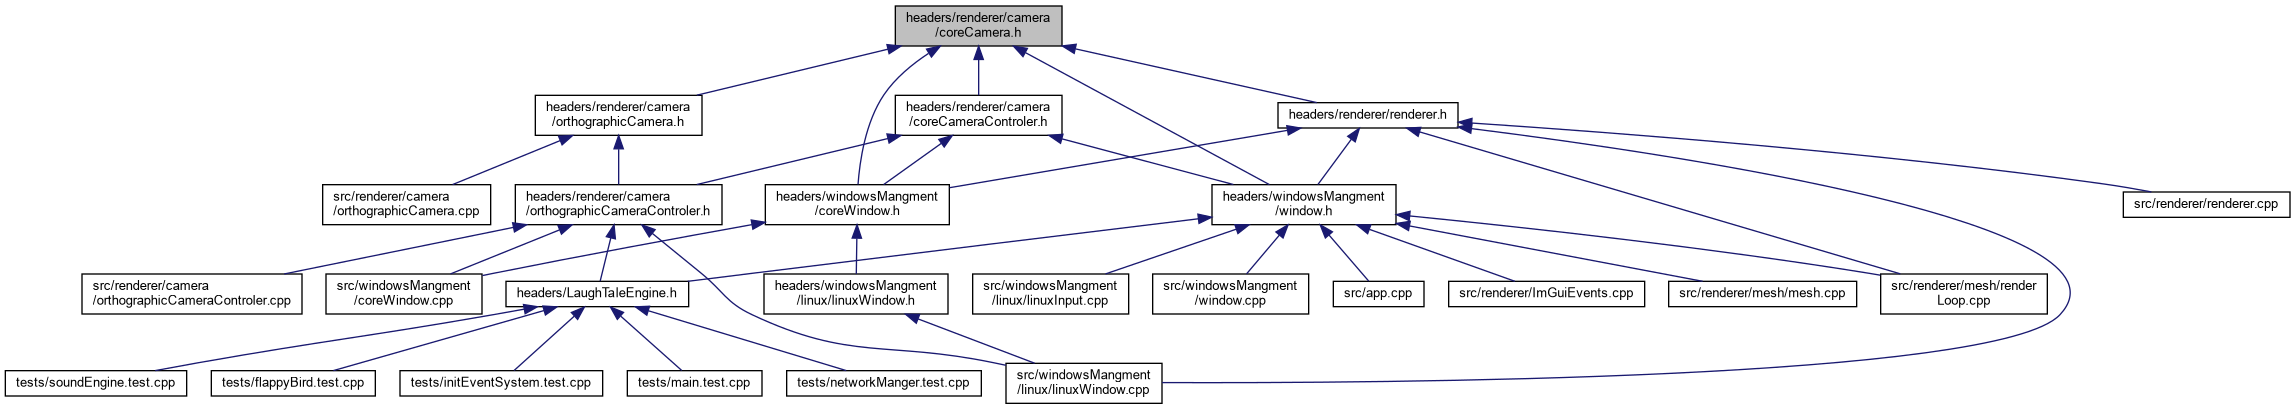 headers/renderer/camera
/coreCamera.h
headers/renderer/camera
/orthographicCamera.h
headers/renderer/camera
/coreCameraControler.h
headers/renderer/renderer.h
src/renderer/camera
/orthographicCamera.cpp
headers/renderer/camera
/orthographicCameraControler.h
headers/windowsMangment
/coreWindow.h
headers/windowsMangment
/window.h
src/renderer/renderer.cpp
src/renderer/camera
/orthographicCameraControler.cpp
src/windowsMangment
/coreWindow.cpp
headers/LaughTaleEngine.h
headers/windowsMangment
/linux/linuxWindow.h
src/windowsMangment
/linux/linuxInput.cpp
src/windowsMangment
/window.cpp
src/app.cpp
src/renderer/ImGuiEvents.cpp
src/renderer/mesh/mesh.cpp
src/renderer/mesh/render
Loop.cpp
tests/soundEngine.test.cpp
tests/flappyBird.test.cpp
tests/initEventSystem.test.cpp
tests/main.test.cpp
tests/networkManger.test.cpp
src/windowsMangment
/linux/linuxWindow.cpp